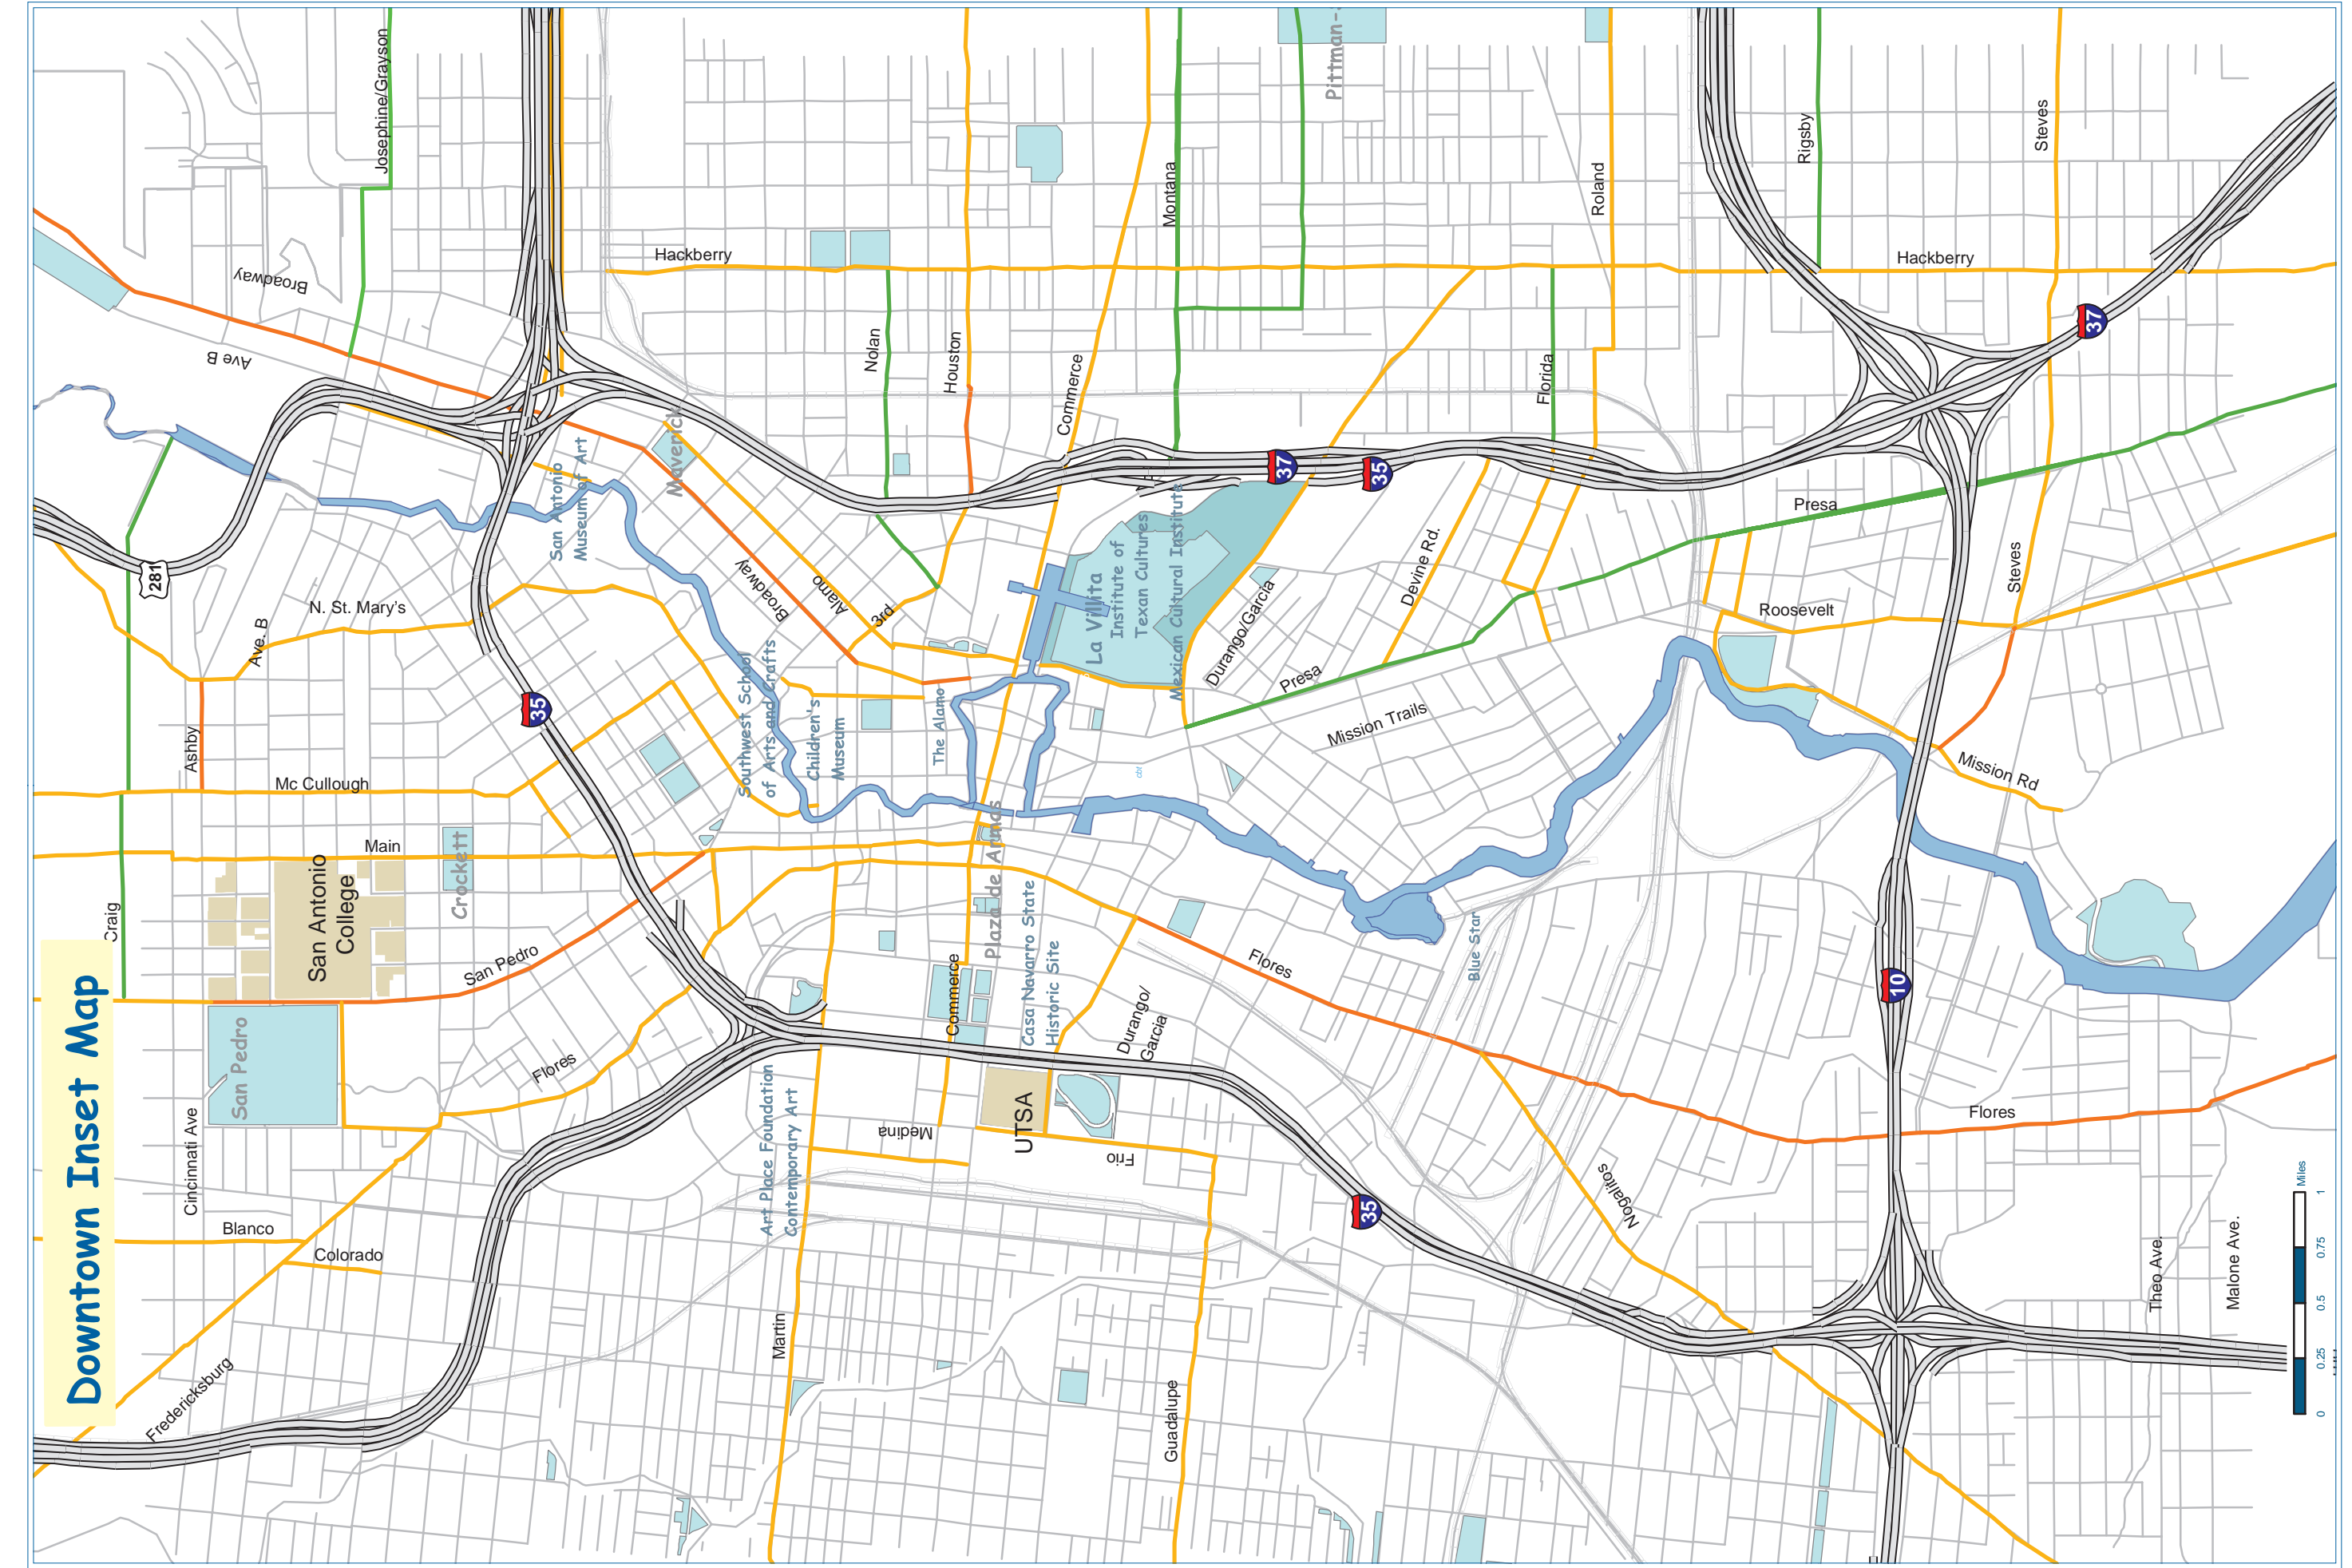 Downtown Inset Map
Josephine/Grayson
Pittman-
Rigsby
Steves
Roland
Montana
Hackberry
Hackberry
Broadway
Ave B
Nolan
Houston
Commerce
Florida
37
Maverick
San Antonio
Museum of Art
37
35
Presa
281
N. St. Mary's
Ave. B
Broadway
Alamo
3rd
La Villita
Institute of
Texan Cultures
Mexican Cultural Institute
Durango/Garcia
Devine Rd.
Roosevelt
Steves
35
Southwest School
of Arts and Crafts
Children's
Museum
The Alamo
Presa
Mission Trails
Mission Rd
Ashby
Mc Cullough
Main
Crockett
Craig
San Antonio
College
San Pedro
Plaza de Armas
Casa Navarro State
Historic Site
Commerce
Flores
Blue Star
10
Durango/
Garcia
San Pedro
Flores
Flores
Cincinnati Ave
Art Place Foundation
Contemporary Art
Medina
UTSA
Frio
35
Nogalitos
Blanco
Colorado
Martin
Guadalupe
Fredericksburg
Theo Ave.
Malone Ave.
cbt
0 0.25 0.5 0.75 1
Miles